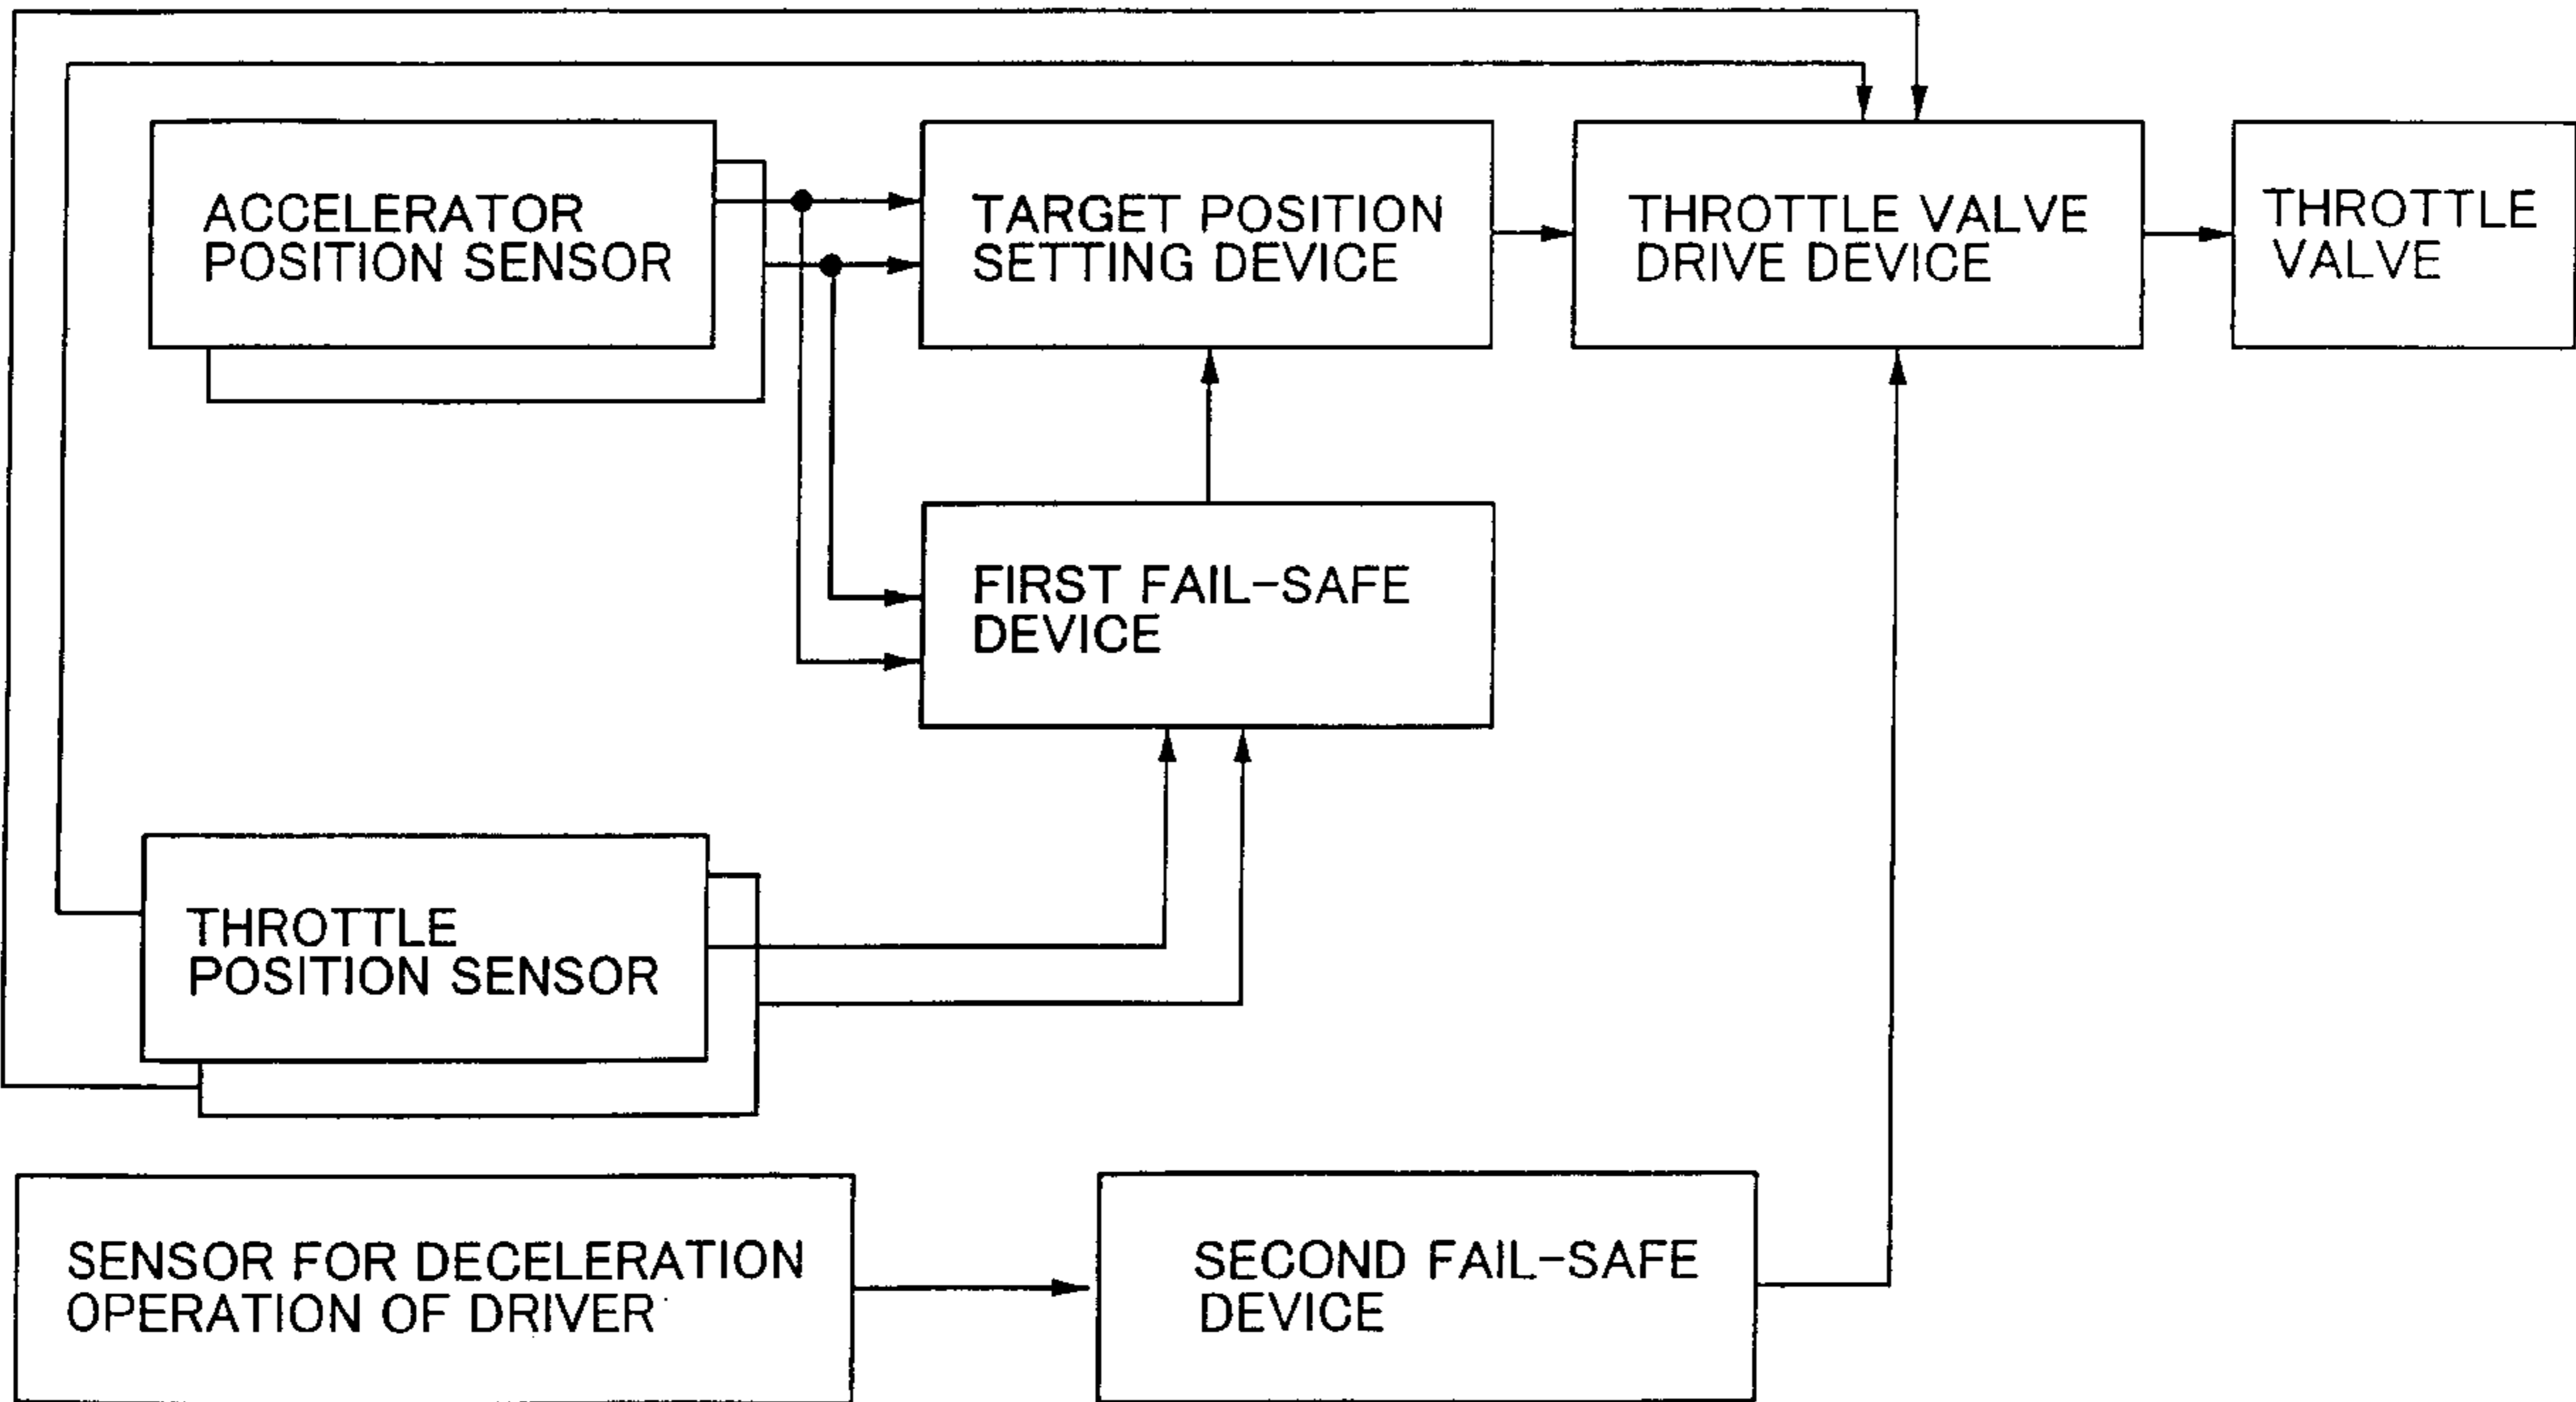 ACCELERATOR
POSITION SENSOR
TARGET POSITION
SETTING DEVICE
THROTTLE VALVE
DRIVE DEVICE
THROTTLE
VALVE
FIRST FAIL-SAFE
DEVICE
THROTTLE
POSITION SENSOR
SENSOR FOR DECELERATION
OPERATION OF DRIVER
SECOND FAIL-SAFE
DEVICE